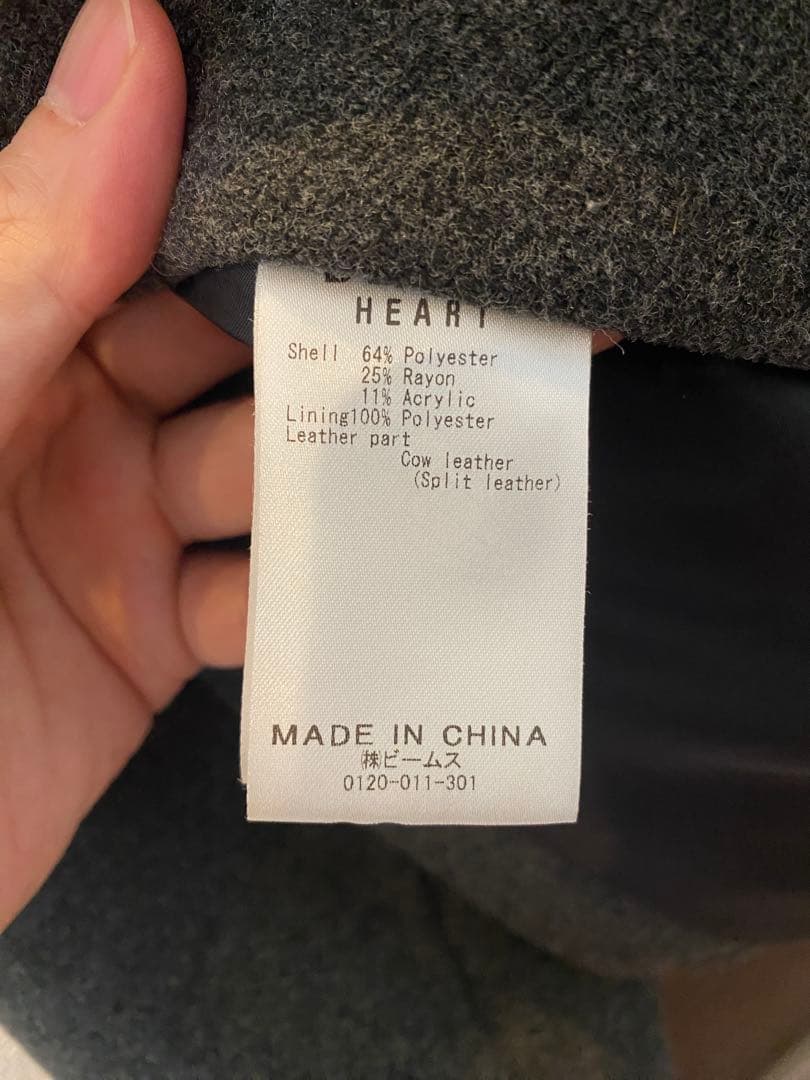 HEART
Shell 64% Polyester
25% Rayon
11% Acrylic
Lining100% Polyester
Leather part
Cow leather
(Split leather)
MADE IN CHINA
㈱ビームス
0120-011-301